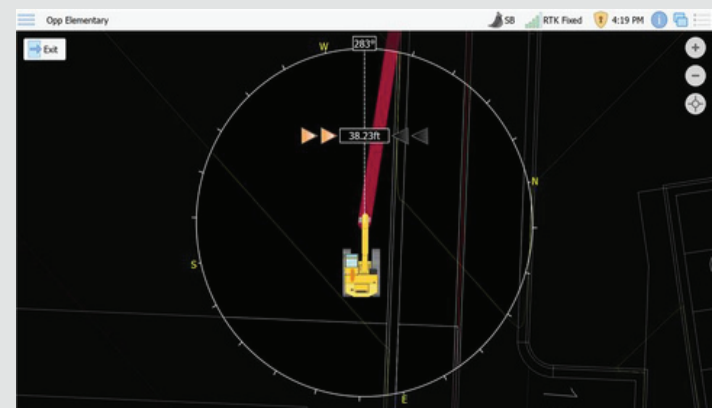 Opp Elementary
SB
RTK Fixed
4:19 PM
Exit
W
283°
38.23ft
N
S
E